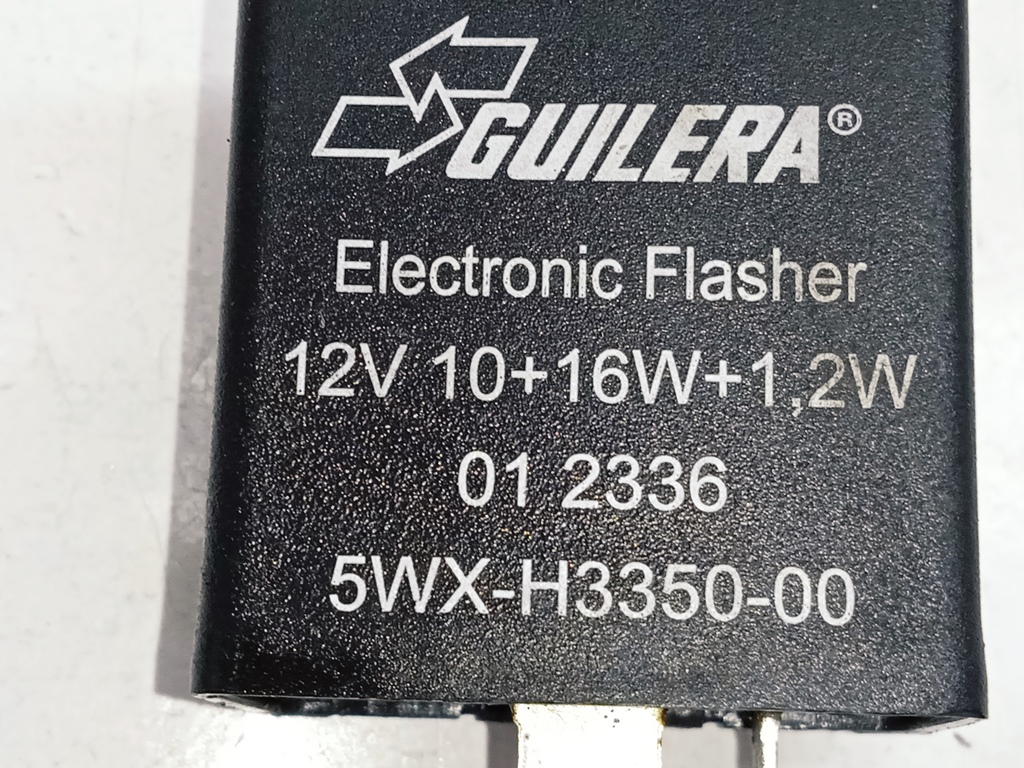 GUILERA®
Electronic Flasher
12V 10+16W+1,2W
01 2336
5WX-H3350-00